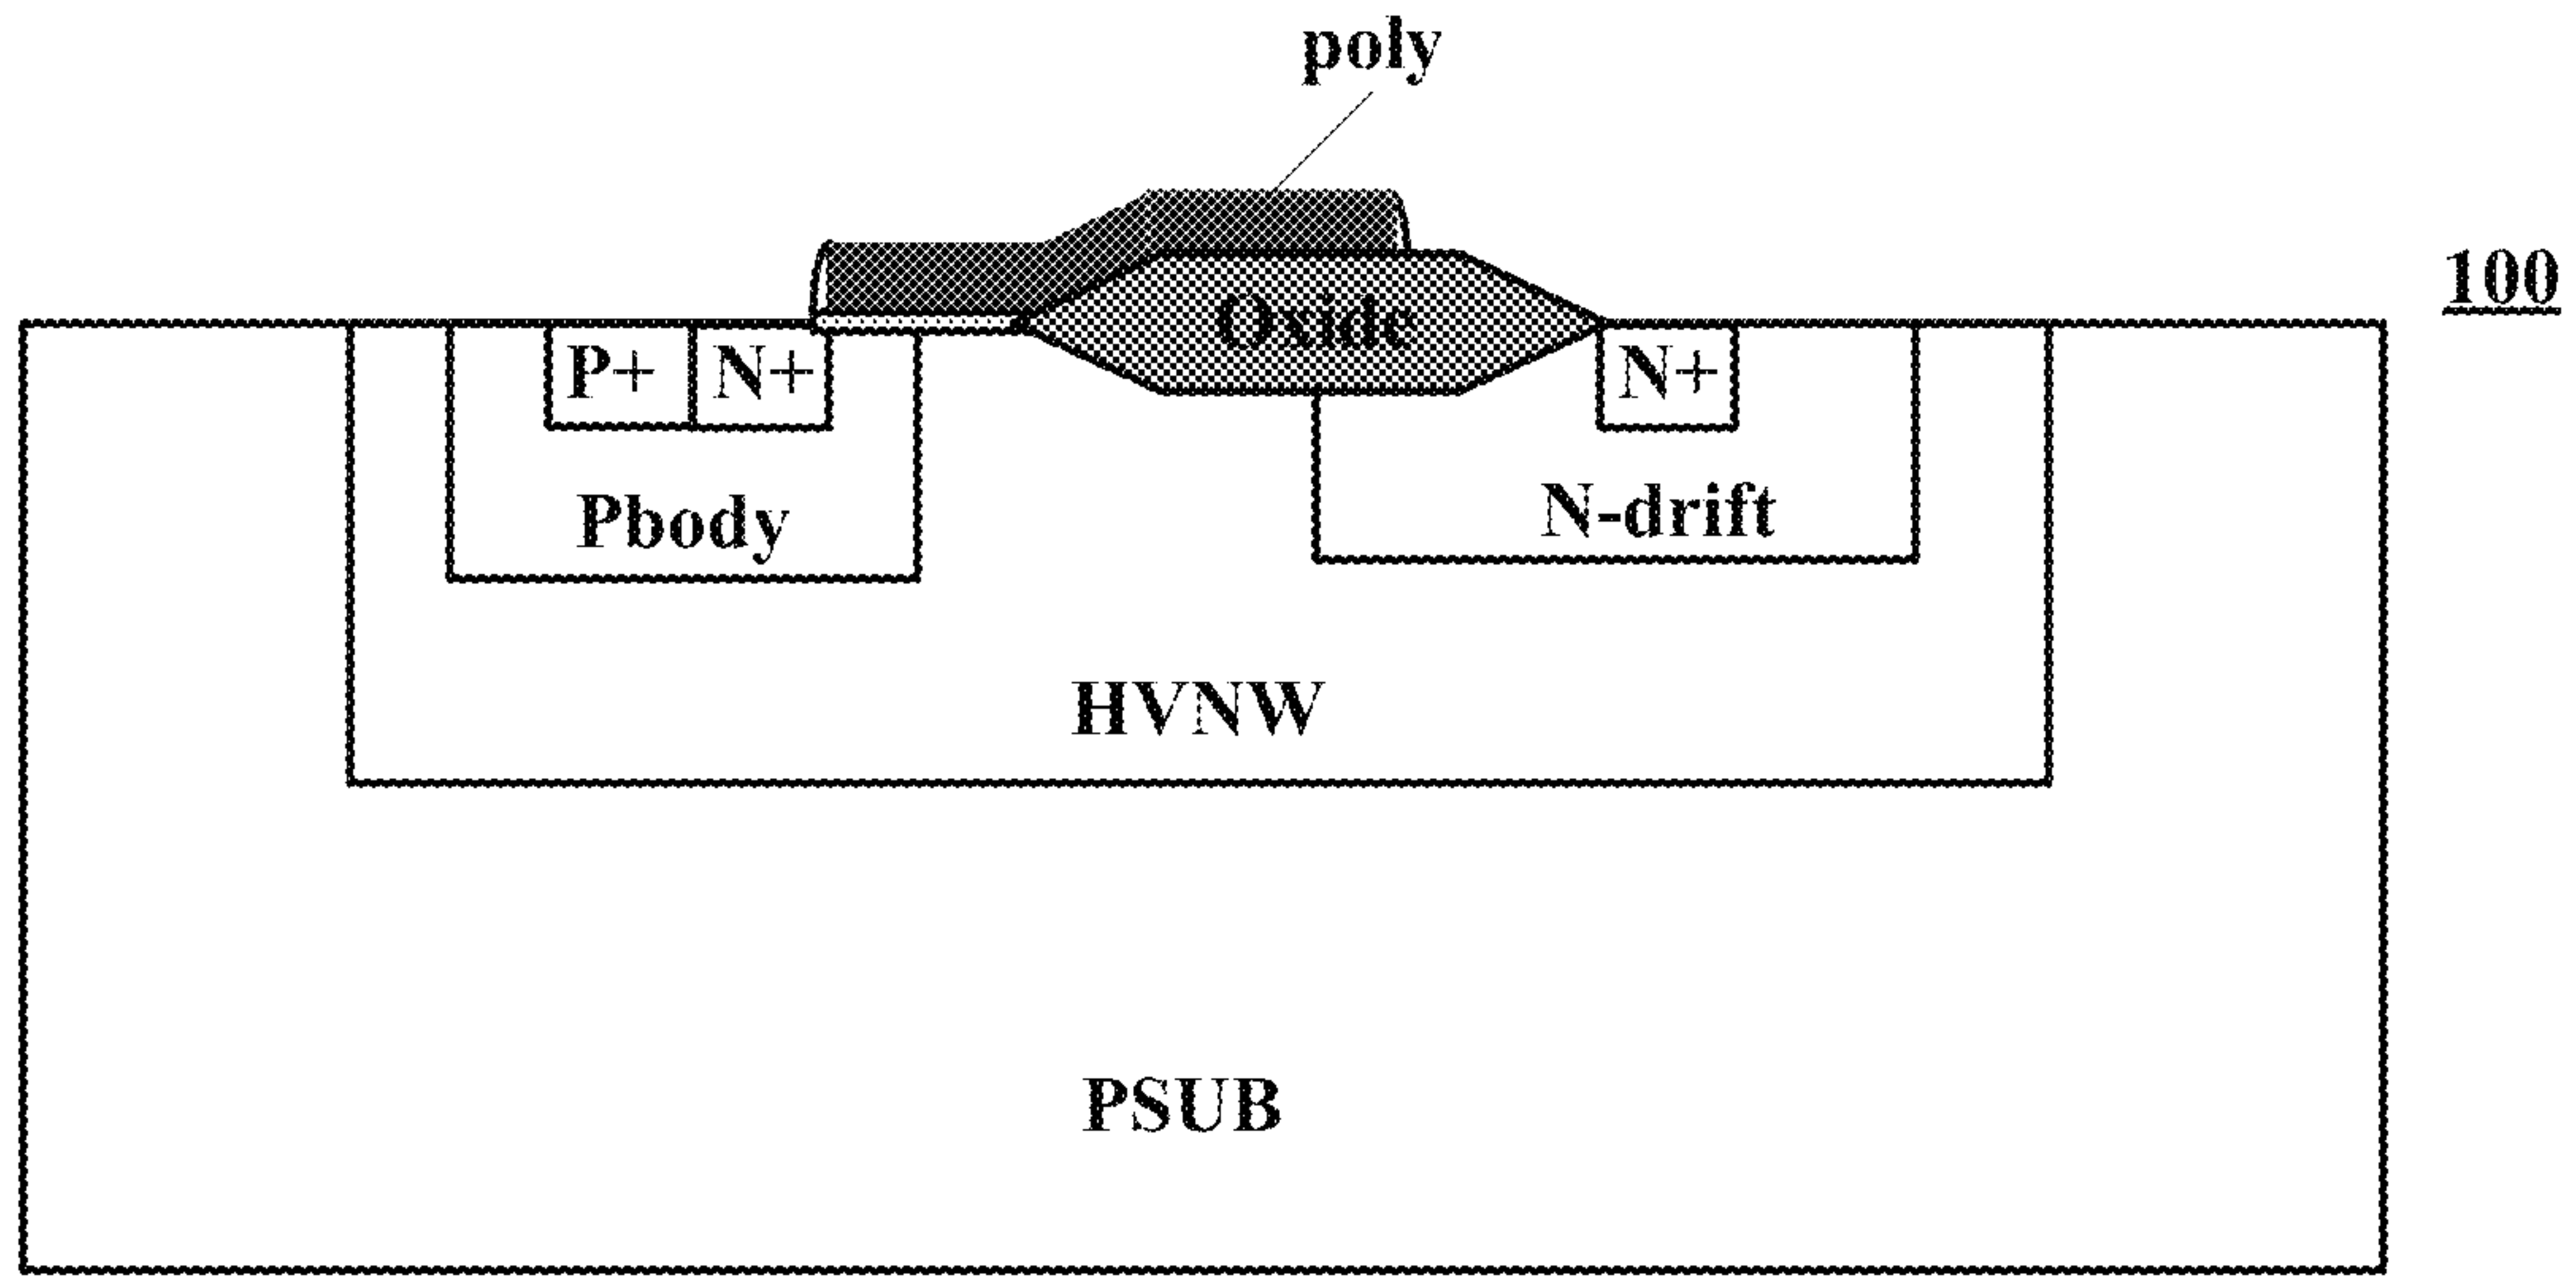 poly
100
Oxide
P+ N+ N+
Pbody N-drift
HVNW
PSUB